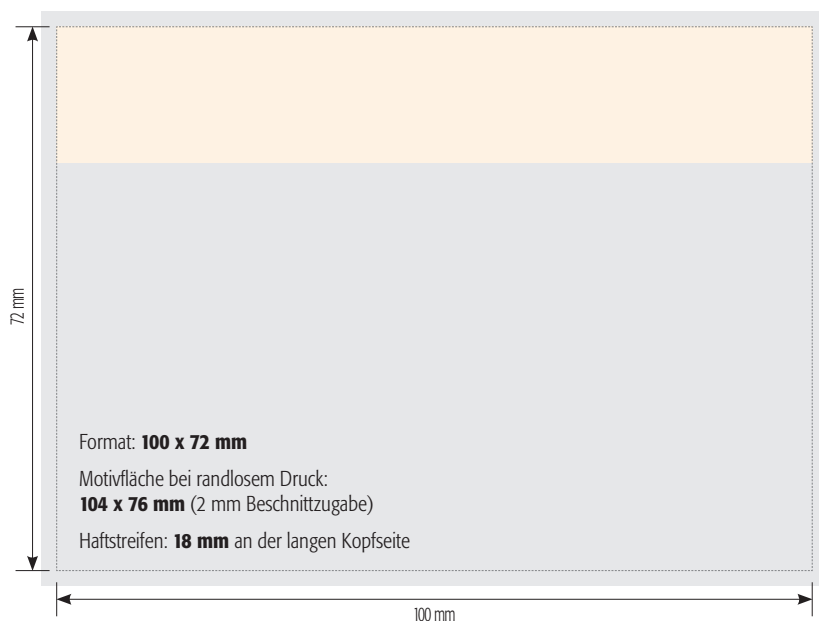 72 mm
Format: 100 x 72 mm
Motivfläche bei randlosem Druck:
104 x 76 mm (2 mm Beschnittzugabe)
Haftstreifen: 18 mm an der langen Kopfseite
100 mm